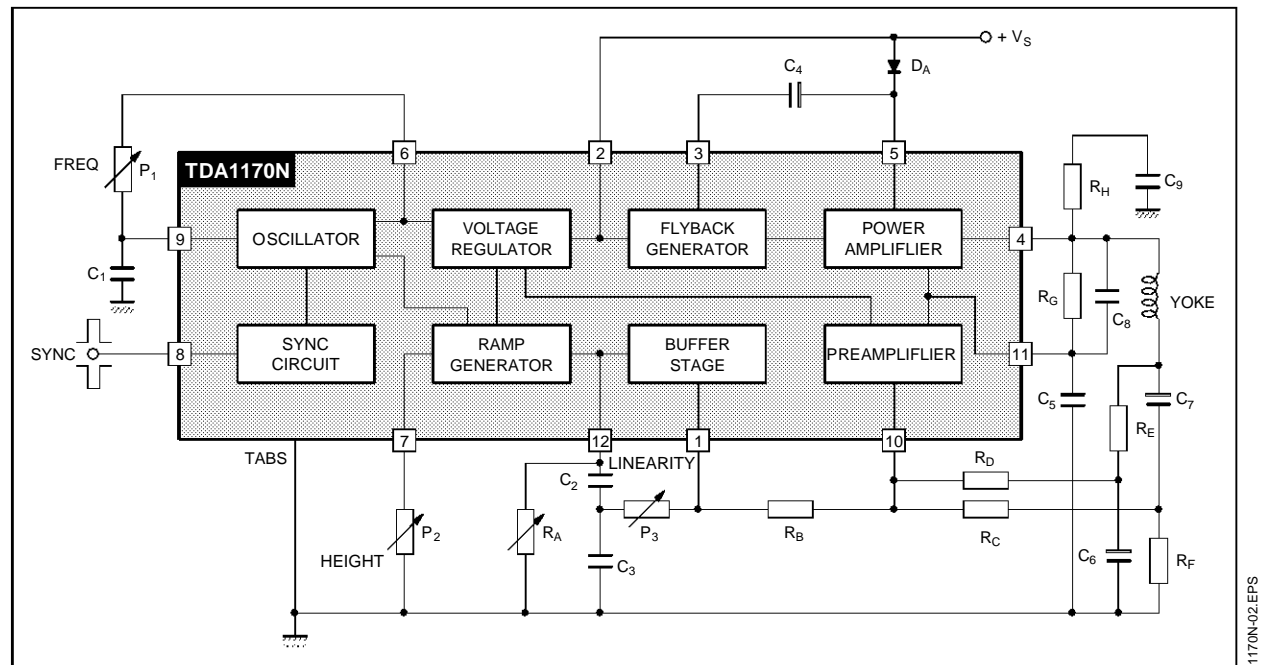 + VS
C4
DA
6
2
3
5
FREQ
P1
TDA1170N
RH
C9
OSCILLATOR
VOLTAGE
REGULATOR
FLYBACK
GENERATOR
POWER
AMPLIFLIER
9
4
C1
RG
C8
YOKE
SYNC
8
SYNC
CIRCUIT
RAMP
GENERATOR
BUFFER
STAGE
PREAMPLIFLIER
11
C5
C7
RE
7
12
1
10
TABS
LINEARITY
C2
RD
P2
RA
P3
RB
RC
HEIGHT
C3
C6
RF
1170N-02.EPS